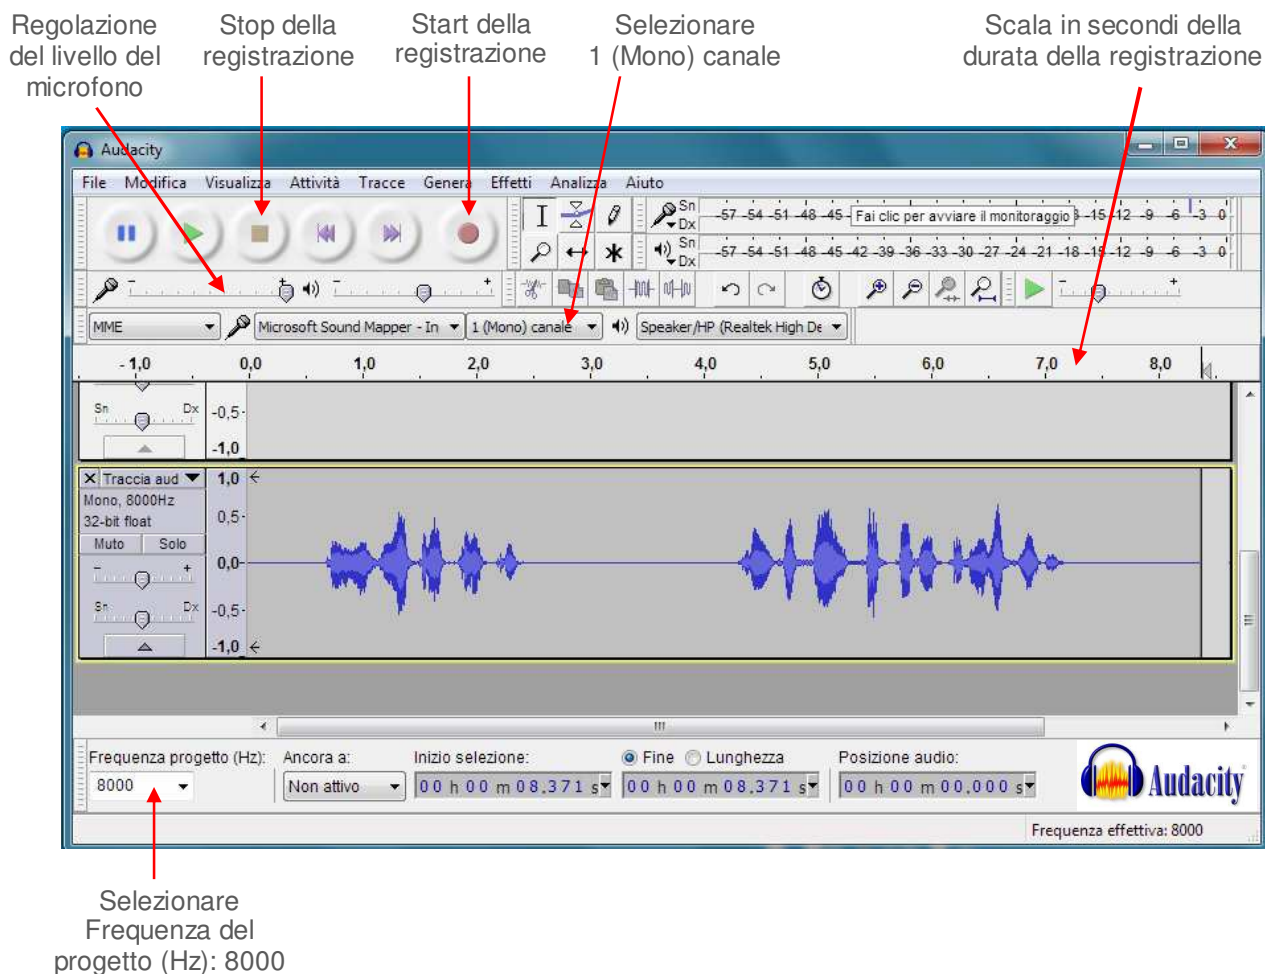 Regolazione
del livello del
microfono
Stop della
registrazione
Start della
registrazione
Selezionare
1 (Mono) canale
Scala in secondi della
durata della registrazione
Audacity
File Modifica Visualizza Attività Tracce Genera Effetti Analizza Aiuto
Sn
Dx
-57 -54 -51 -48 -45 - Fai clic per avviare il monitoraggio -15 -12 -9 -6 -3 0
Sn
Dx
-57 -54 -51 -48 -45 -42 -39 -36 -33 -30 -27 -24 -21 -18 -15 -12 -9 -6 -3 0
- +
- +
- +
MME
Microsoft Sound Mapper - In
1 (Mono) canale
Speaker/HP (Realtek High De
- 1,0 0,0 1,0 2,0 3,0 4,0 5,0 6,0 7,0 8,0
Sn Dx
-0,5
-1,0
X Traccia aud
Mono, 8000Hz
32-bit float
Muto Solo
- +
Sn Dx
1,0
0,5
0,0
-0,5
-1,0
Frequenza progetto (Hz):
8000
Ancora a:
Non attivo
Inizio selezione:
00 h 00 m 08.371 s
Fine Lunghezza
00 h 00 m 08.371 s
Posizione audio:
00 h 00 m 00.000 s
Audacity
Frequenza effettiva: 8000
Selezionare
Frequenza del
progetto (Hz): 8000